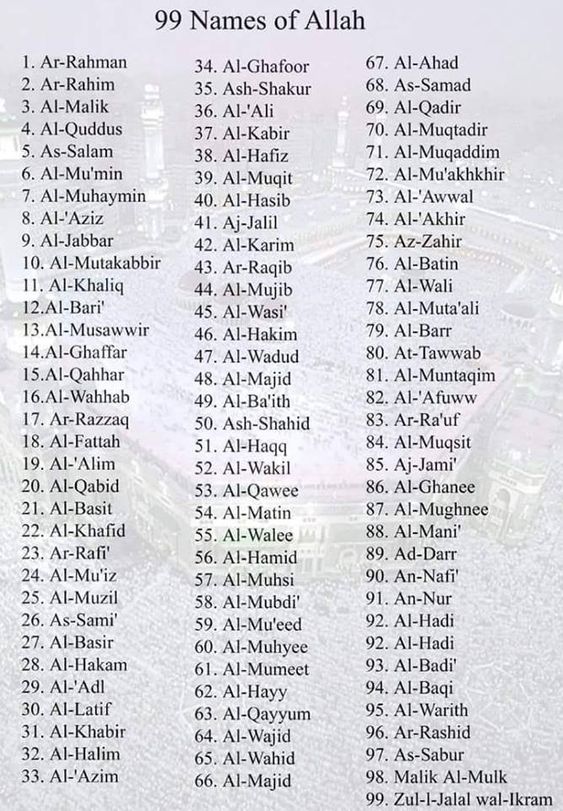 99 Names of Allah
1. Ar-Rahman
2. Ar-Rahim
3. Al-Malik
4. Al-Quddus
5. As-Salam
6. Al-Mu'min
7. Al-Muhaymin
8. Al-'Aziz
9. Al-Jabbar
10. Al-Mutakabbir
11. Al-Khaliq
12.Al-Bari'
13.Al-Musawwir
14.Al-Ghaffar
15.Al-Qahhar
16.Al-Wahhab
17. Ar-Razzaq
18. Al-Fattah
19. Al-'Alim
20. Al-Qabid
21. Al-Basit
22. Al-Khafid
23. Ar-Rafi'
24. Al-Mu'iz
25. Al-Muzil
26. As-Sami'
27. Al-Basir
28. Al-Hakam
29. Al-'Adl
30. Al-Latif
31. Al-Khabir
32. Al-Halim
33. Al-'Azim
34. Al-Ghafoor
35. Ash-Shakur
36. Al-'Ali
37. Al-Kabir
38. Al-Hafiz
39. Al-Muqit
40. Al-Hasib
41. Aj-Jalil
42. Al-Karim
43. Ar-Raqib
44. Al-Mujib
45. Al-Wasi'
46. Al-Hakim
47. Al-Wadud
48. Al-Majid
49. Al-Ba'ith
50. Ash-Shahid
51. Al-Haqq
52. Al-Wakil
53. Al-Qawee
54. Al-Matin
55. Al-Walee
56. Al-Hamid
57. Al-Muhsi
58. Al-Mubdi'
59. Al-Mu'eed
60. Al-Muhyee
61. Al-Mumeet
62. Al-Hayy
63. Al-Qayyum
64. Al-Wajid
65. Al-Wahid
66. Al-Majid
67. Al-Ahad
68. As-Samad
69. Al-Qadir
70. Al-Muqtadir
71. Al-Muqaddim
72. Al-Mu'akhkhir
73. Al-'Awwal
74. Al-'Akhir
75. Az-Zahir
76. Al-Batin
77. Al-Wali
78. Al-Muta'ali
79. Al-Barr
80. At-Tawwab
81. Al-Muntaqim
82. Al-'Afuww
83. Ar-Ra'uf
84. Al-Muqsit
85. Aj-Jami'
86. Al-Ghanee
87. Al-Mughnee
88. Al-Mani'
89. Ad-Darr
90. An-Nafi'
91. An-Nur
92. Al-Hadi
92. Al-Hadi
93. Al-Badi'
94. Al-Baqi
95. Al-Warith
96. Ar-Rashid
97. As-Sabur
98. Malik Al-Mulk
99. Zul-l-Jalal wal-Ikram